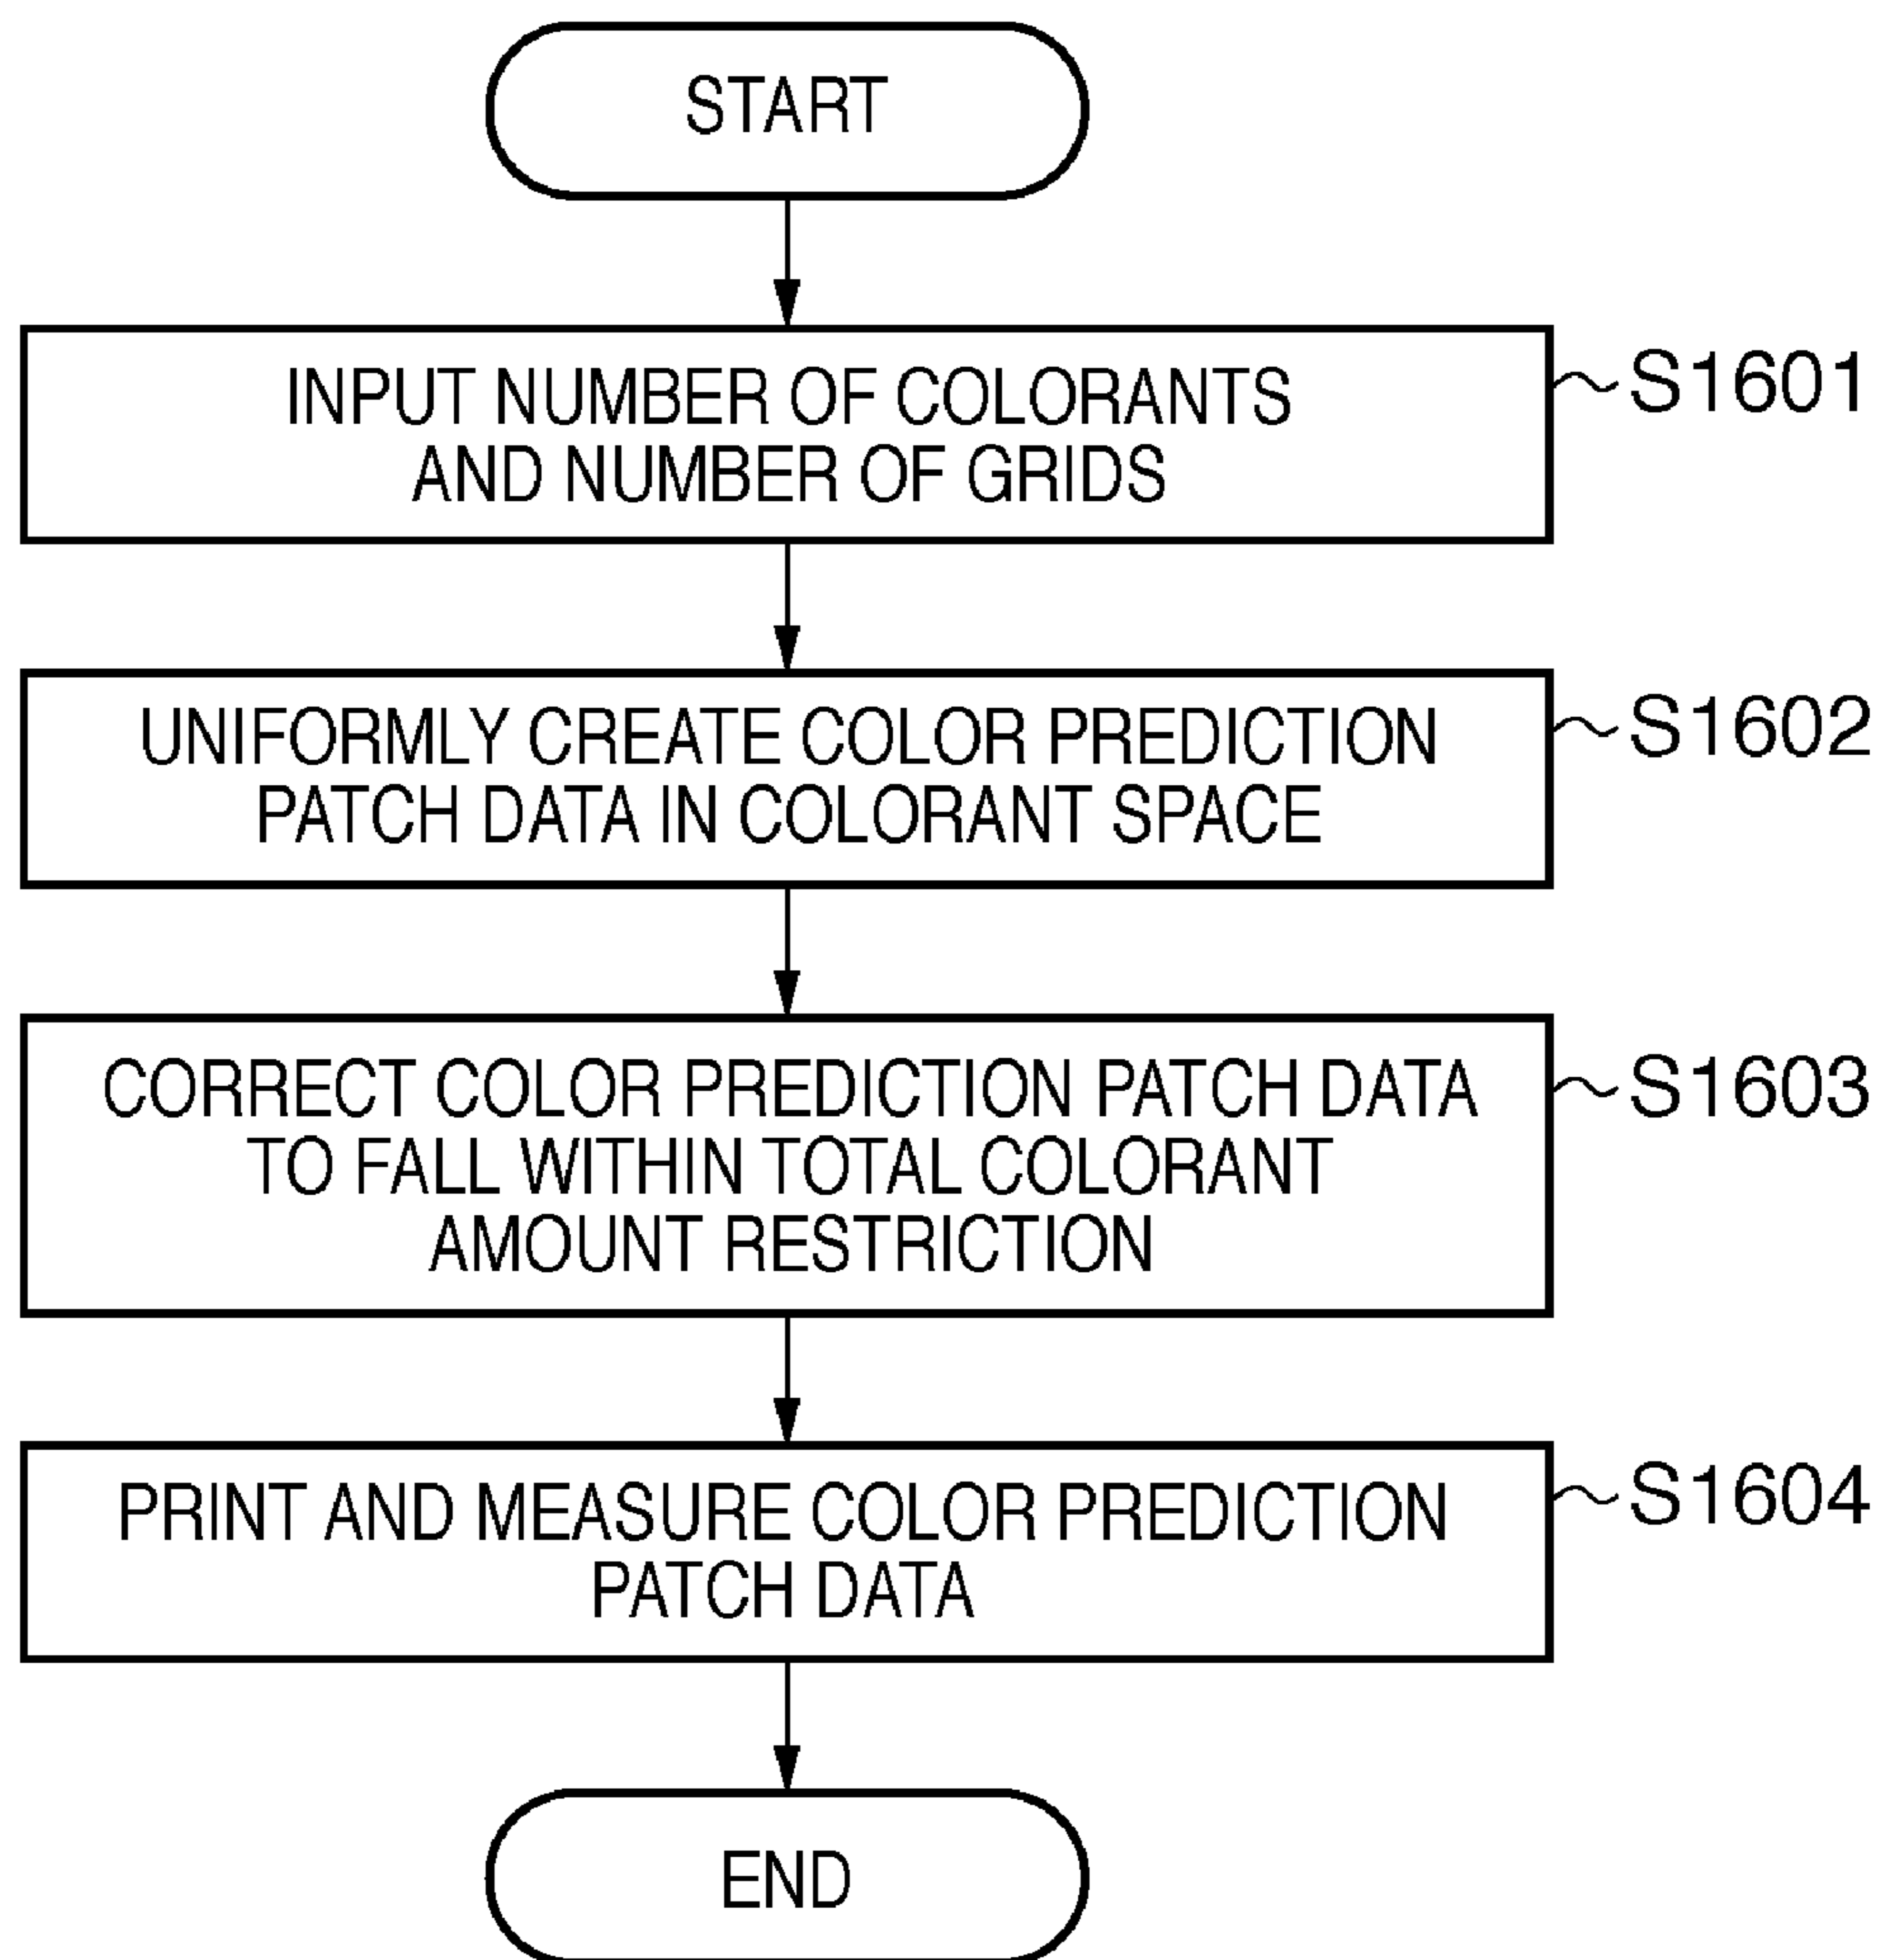 START
INPUT NUMBER OF COLORANTS
AND NUMBER OF GRIDS
S1601
UNIFORMLY CREATE COLOR PREDICTION
PATCH DATA IN COLORANT SPACE
S1602
CORRECT COLOR PREDICTION PATCH DATA
TO FALL WITHIN TOTAL COLORANT
AMOUNT RESTRICTION
S1603
PRINT AND MEASURE COLOR PREDICTION
PATCH DATA
S1604
END